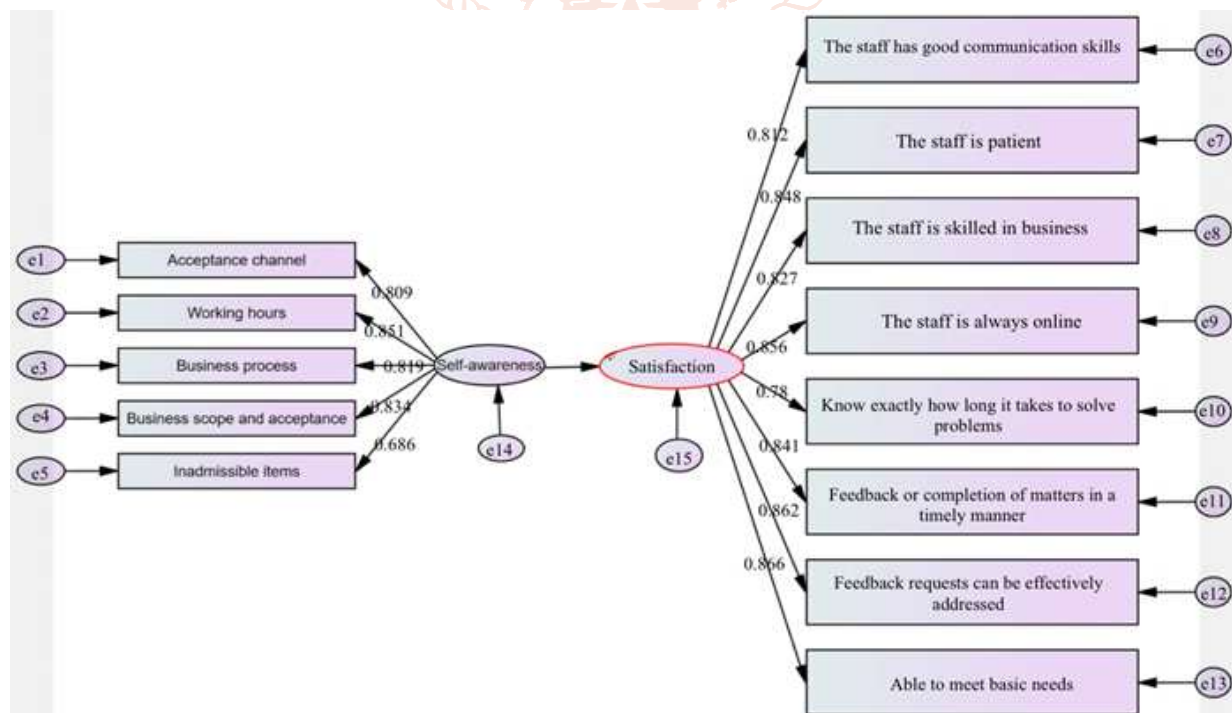 The staff has good communication skills
e6
0.812
The staff is patient
e7
0.848
The staff is skilled in business
e8
0.827
The staff is always online
e9
0.856
Know exactly how long it takes to solve
problems
e10
0.78
Feedback or completion of matters in a
timely manner
e11
0.841
Feedback requests can be effectively
addressed
e12
0.862
Able to meet basic needs
e13
0.866
e1
Acceptance channel
0.809
e2
Working hours
0.851
e3
Business process
0.819
e4
Business scope and acceptance
0.834
e5
Inadmissible items
0.686
Self-awareness
e14
Satisfaction
e15